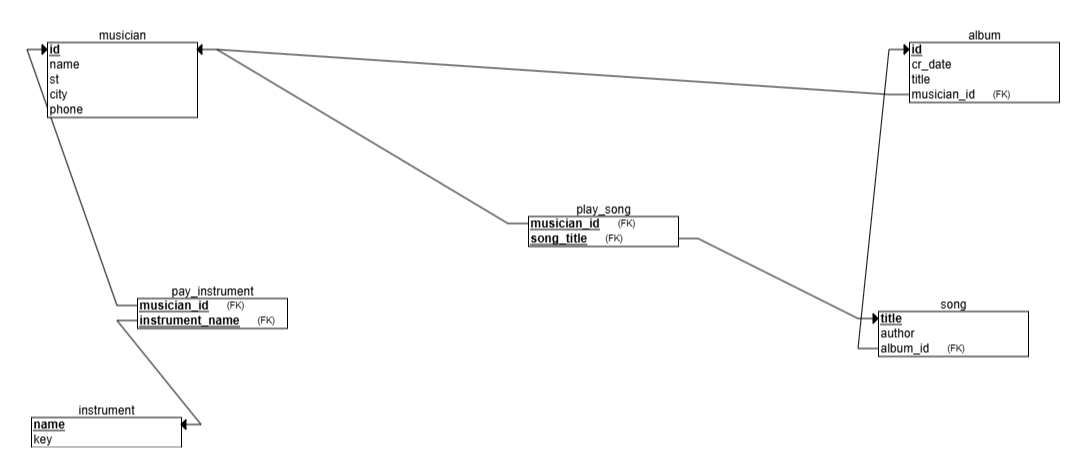 musician
id
name
st
city
phone
album
id
cr_date
title
musician_id (FK)
play_song
musician_id (FK)
song_title (FK)
pay_instrument
musician_id (FK)
instrument_name (FK)
song
title
author
album_id (FK)
instrument
name
key